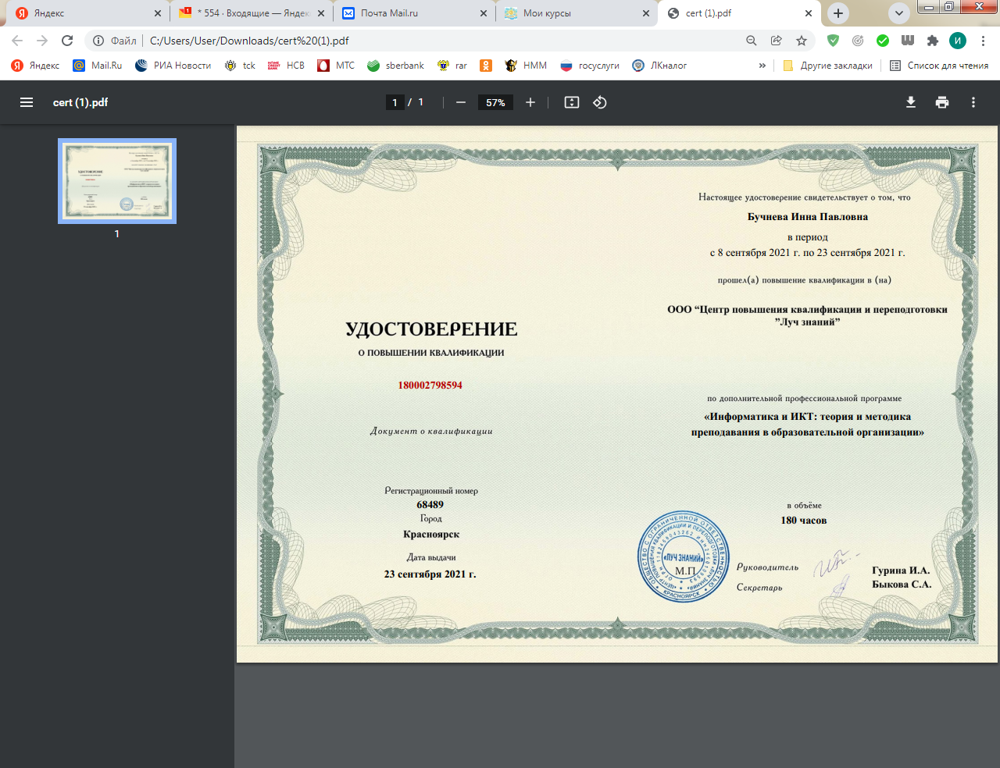 Яндекс
* 554 · Входящие — Яндекс
Почта Mail.ru
Мои курсы
cert (1).pdf
Файл
C:/Users/User/Downloads/cert%20(1).pdf
Яндекс
Mail.Ru
РИА Новости
tck
НСВ
МТС
sberbank
rar
НММ
госуслуги
ЛКналог
»
Другие закладки
Список для чтения
cert (1).pdf
1 / 1
57%
1
УДОСТОВЕРЕНИЕ
О ПОВЫШЕНИИ КВАЛИФИКАЦИИ
180002798594
Документ о квалификации
Регистрационный номер
68489
Город
Красноярск
Дата выдачи
23 сентября 2021 г.
Настоящее удостоверение свидетельствует о том, что
Бучнева Инна Павловна
в период
с 8 сентября 2021 г. по 23 сентября 2021 г.
прошел(а) повышение квалификации в (на)
ООО “Центр повышения квалификации и переподготовки
”Луч знаний”
по дополнительной профессиональной программе
«Информатика и ИКТ: теория и методика
преподавания в образовательной организации»
в объёме
180 часов
«ЛУЧ ЗНАНИЙ»
М.П
КРАСНОЯРСК
Руководитель
Гурина И.А.
Секретарь
Быкова С.А.